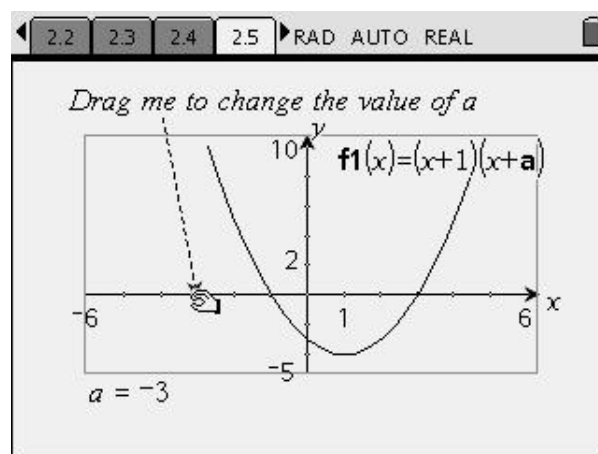 2.2 2.3 2.4 2.5 RAD AUTO REAL
Drag me to change the value of a
y
10
f1(x)=(x+1)(x+a)
2
x
-6 1 6
-5
a = -3